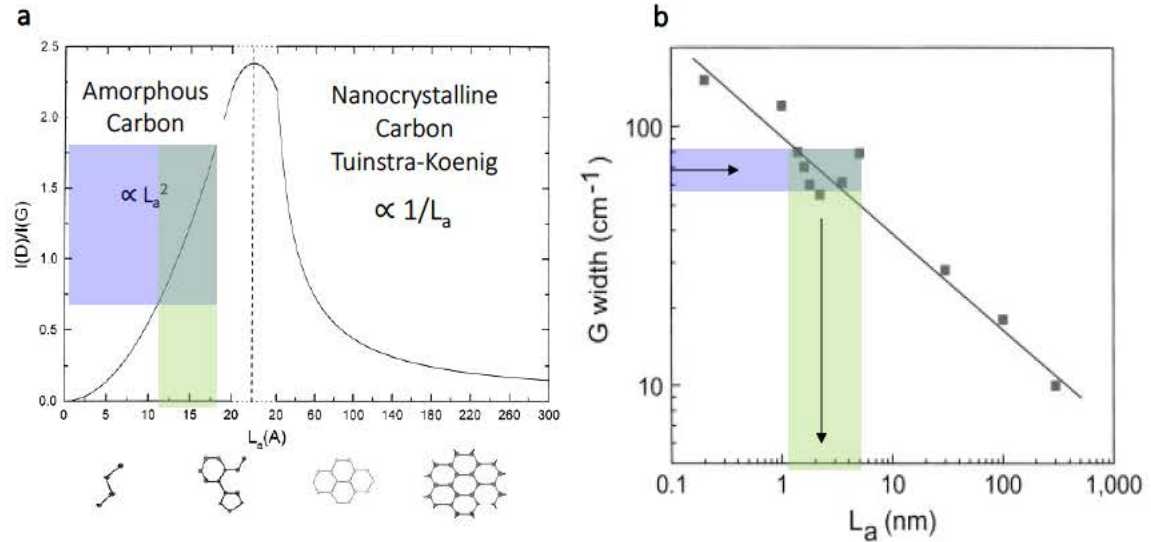 a
2.5
2.0
1.5
1.0
0.5
0.0
I(D)/I(G)
Amorphous
Carbon
∝ Lₐ²
Nanocrystalline
Carbon
Tuinstra-Koenig
∝ 1/Lₐ
0 5 10 15 20 20 60 100 140 180 220 260 300
Lₐ(A)
b
100
10
G width (cm⁻¹)
0.1 1 10 100 1,000
Lₐ (nm)